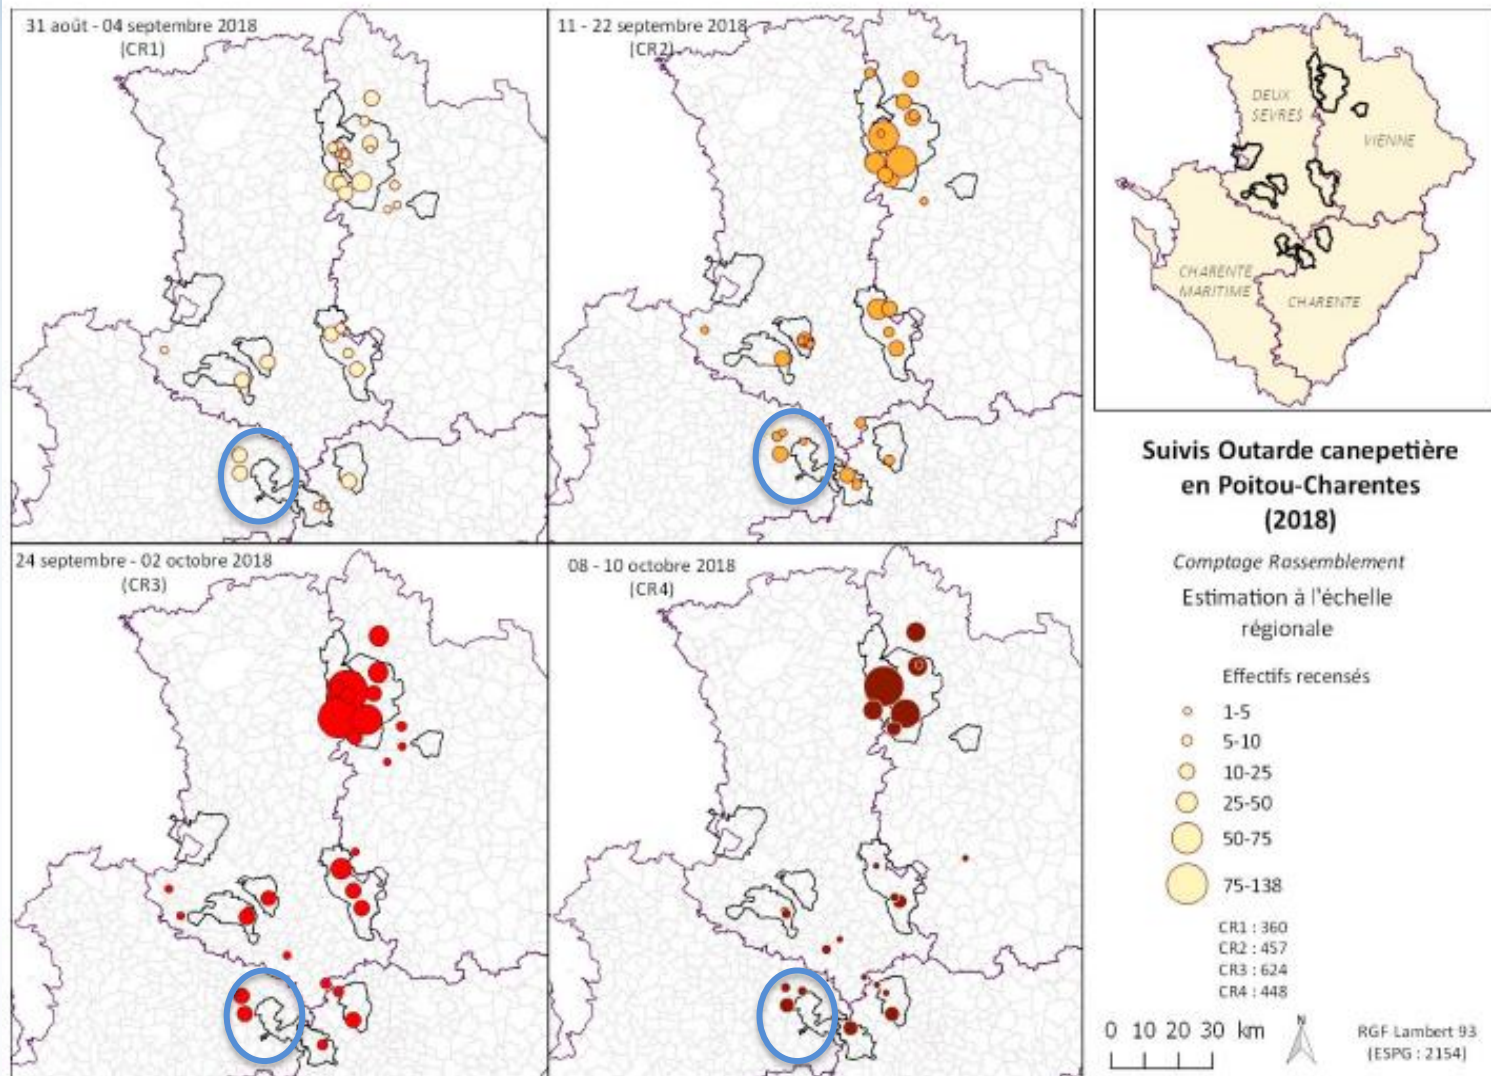 31 août - 04 septembre 2018
(CR1)
11 - 22 septembre 2018
(CR2)
24 septembre - 02 octobre 2018
(CR3)
08 - 10 octobre 2018
(CR4)
DEUX
SEVRES
VIENNE
CHARENTE
MARITIME
CHARENTE
Suivis Outarde canepetière
en Poitou-Charentes
(2018)
Comptage Rassemblement
Estimation à l'échelle
régionale
Effectifs recensés
1-5
5-10
10-25
25-50
50-75
75-138
CR1 : 360
CR2 : 457
CR3 : 624
CR4 : 448
0 10 20 30 km
N
RGF Lambert 93
(ESPG : 2154)